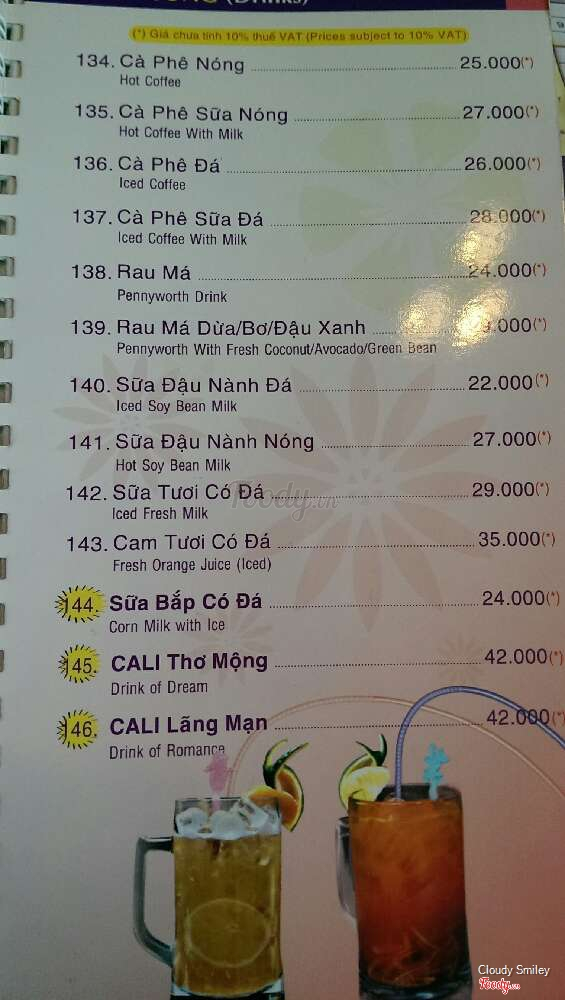 (Drinks)
(*) Giá chưa tính 10% thuế VAT (Prices subject to 10% VAT)
134. Cà Phê Nóng 25.000(*)
Hot Coffee
135. Cà Phê Sữa Nóng 27.000(*)
Hot Coffee With Milk
136. Cà Phê Đá 26.000(*)
Iced Coffee
137. Cà Phê Sữa Đá 28.000(*)
Iced Coffee With Milk
138. Rau Má 24.000(*)
Pennyworth Drink
139. Rau Má Dừa/Bơ/Đậu Xanh
Pennyworth With Fresh Coconut/Avocado/Green Bean
140. Sữa Đậu Nành Đá 22.000(*)
Iced Soy Bean Milk
141. Sữa Đậu Nành Nóng 27.000(*)
Hot Soy Bean Milk
142. Sữa Tươi Có Đá 29.000(*)
Iced Fresh Milk
143. Cam Tươi Có Đá 35.000(*)
Fresh Orange Juice (Iced)
144. Sữa Bắp Có Đá 24.000(*)
Corn Milk with Ice
145. CALI Thơ Mộng 42.000(*)
Drink of Dream
146. CALI Lãng Mạn 42.000(*)
Drink of Romance
Foody.vn
Cloudy Smiley
Foody.vn